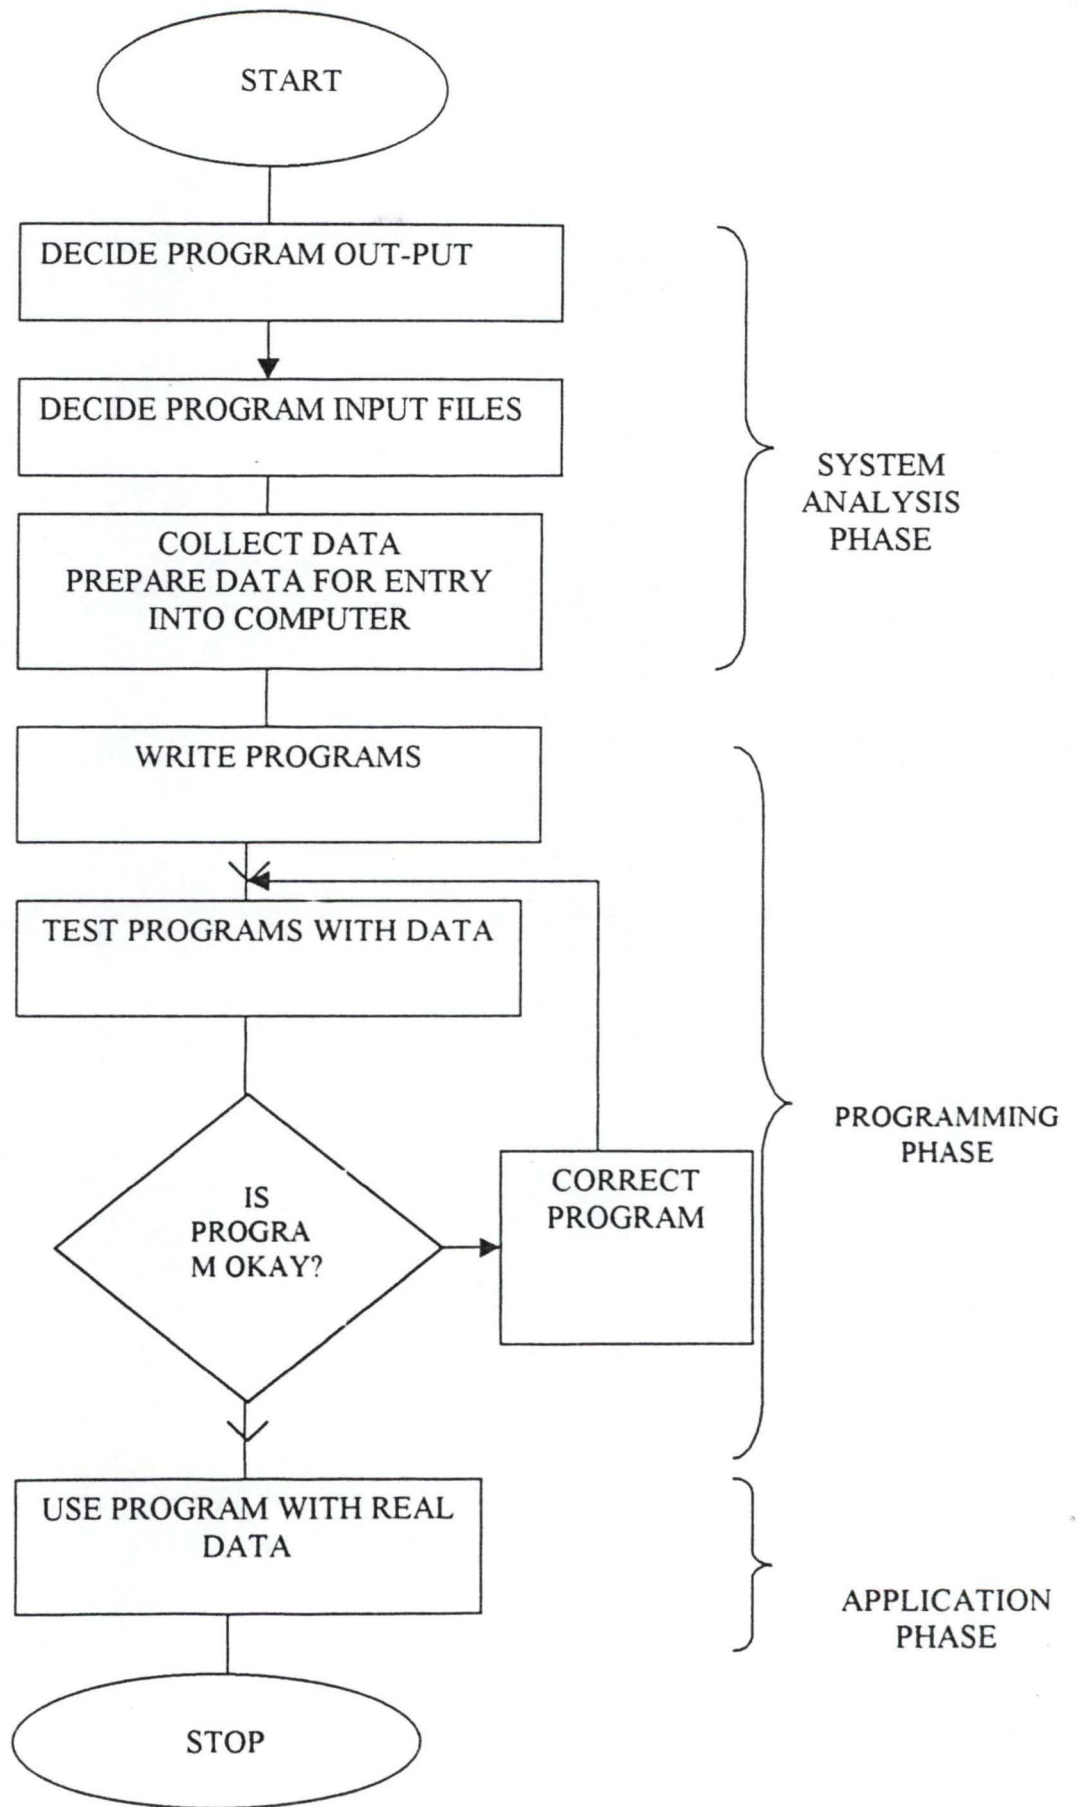 START
DECIDE PROGRAM OUT-PUT
DECIDE PROGRAM INPUT FILES
COLLECT DATA
PREPARE DATA FOR ENTRY
INTO COMPUTER
SYSTEM
ANALYSIS
PHASE
WRITE PROGRAMS
TEST PROGRAMS WITH DATA
IS
PROGRA
M OKAY?
CORRECT
PROGRAM
PROGRAMMING
PHASE
USE PROGRAM WITH REAL
DATA
APPLICATION
PHASE
STOP